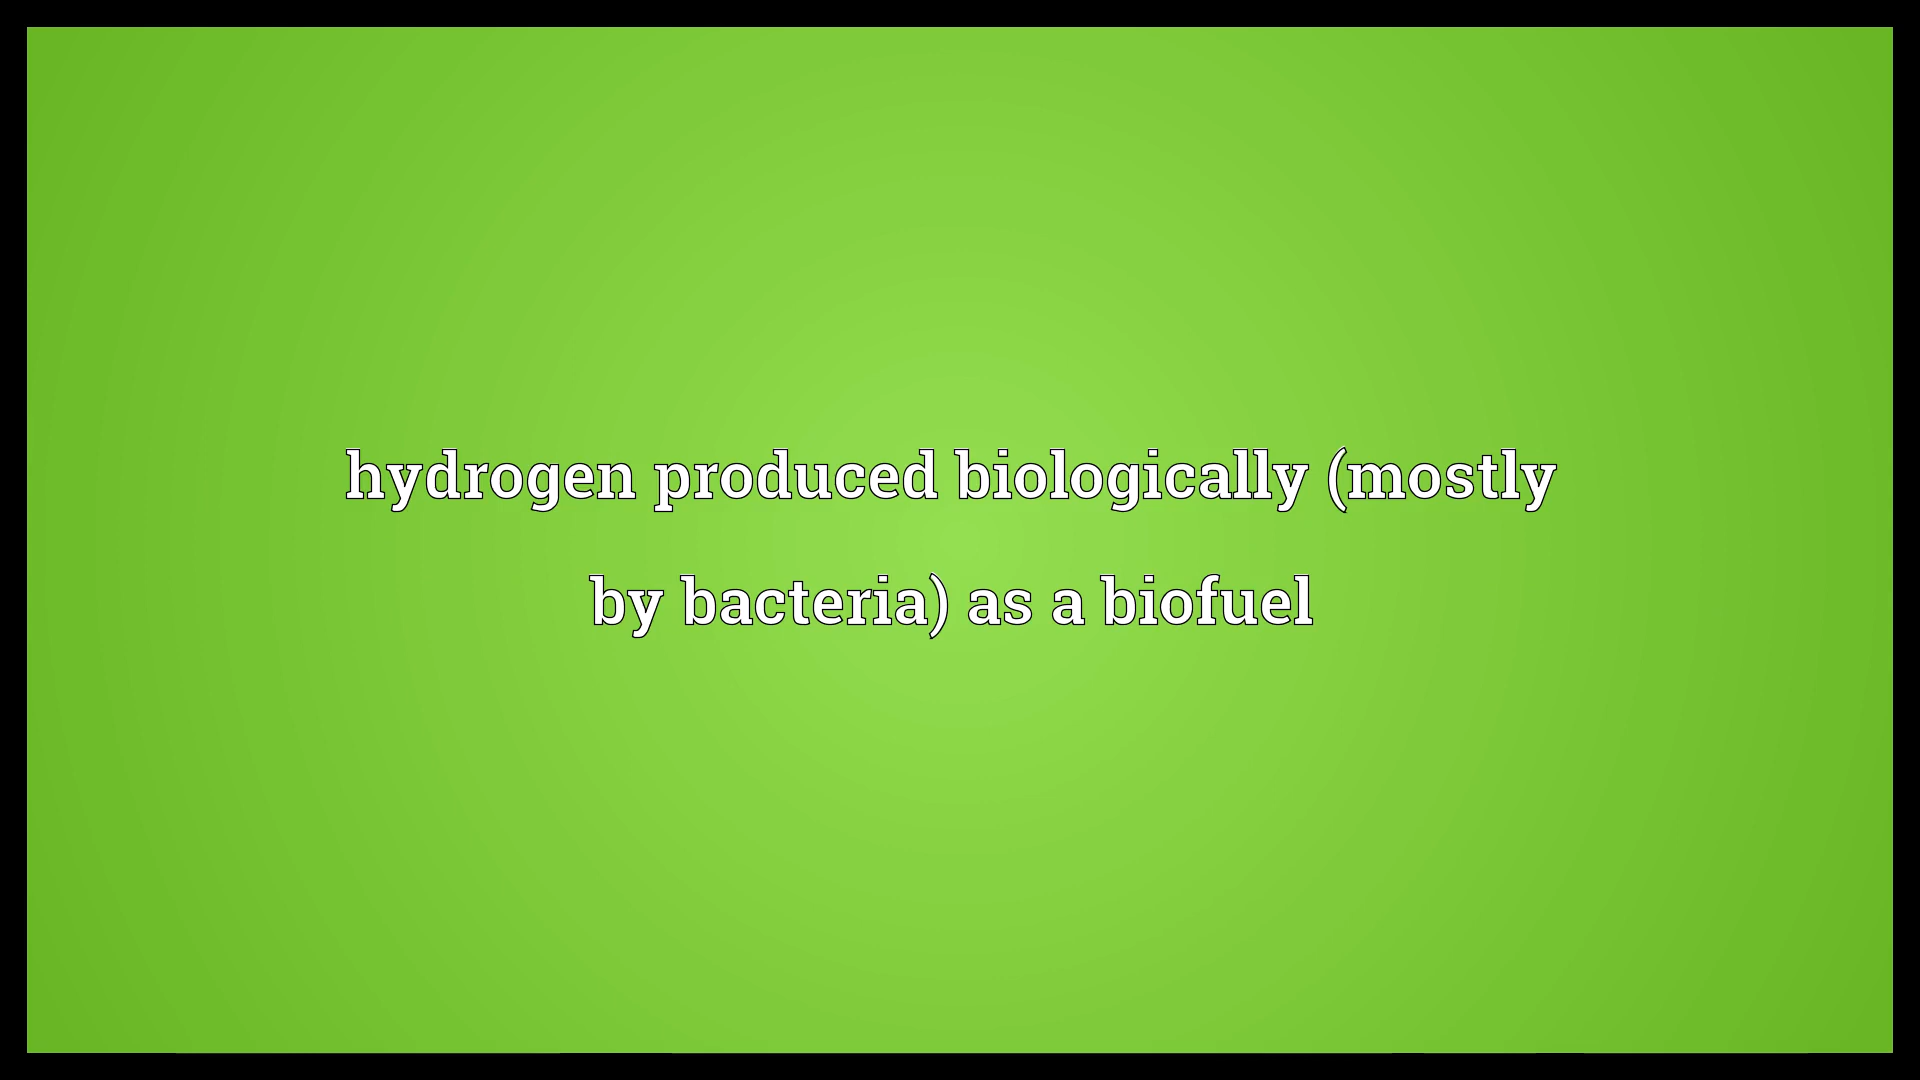 hydrogen produced biologically (mostly
by bacteria) as a biofuel